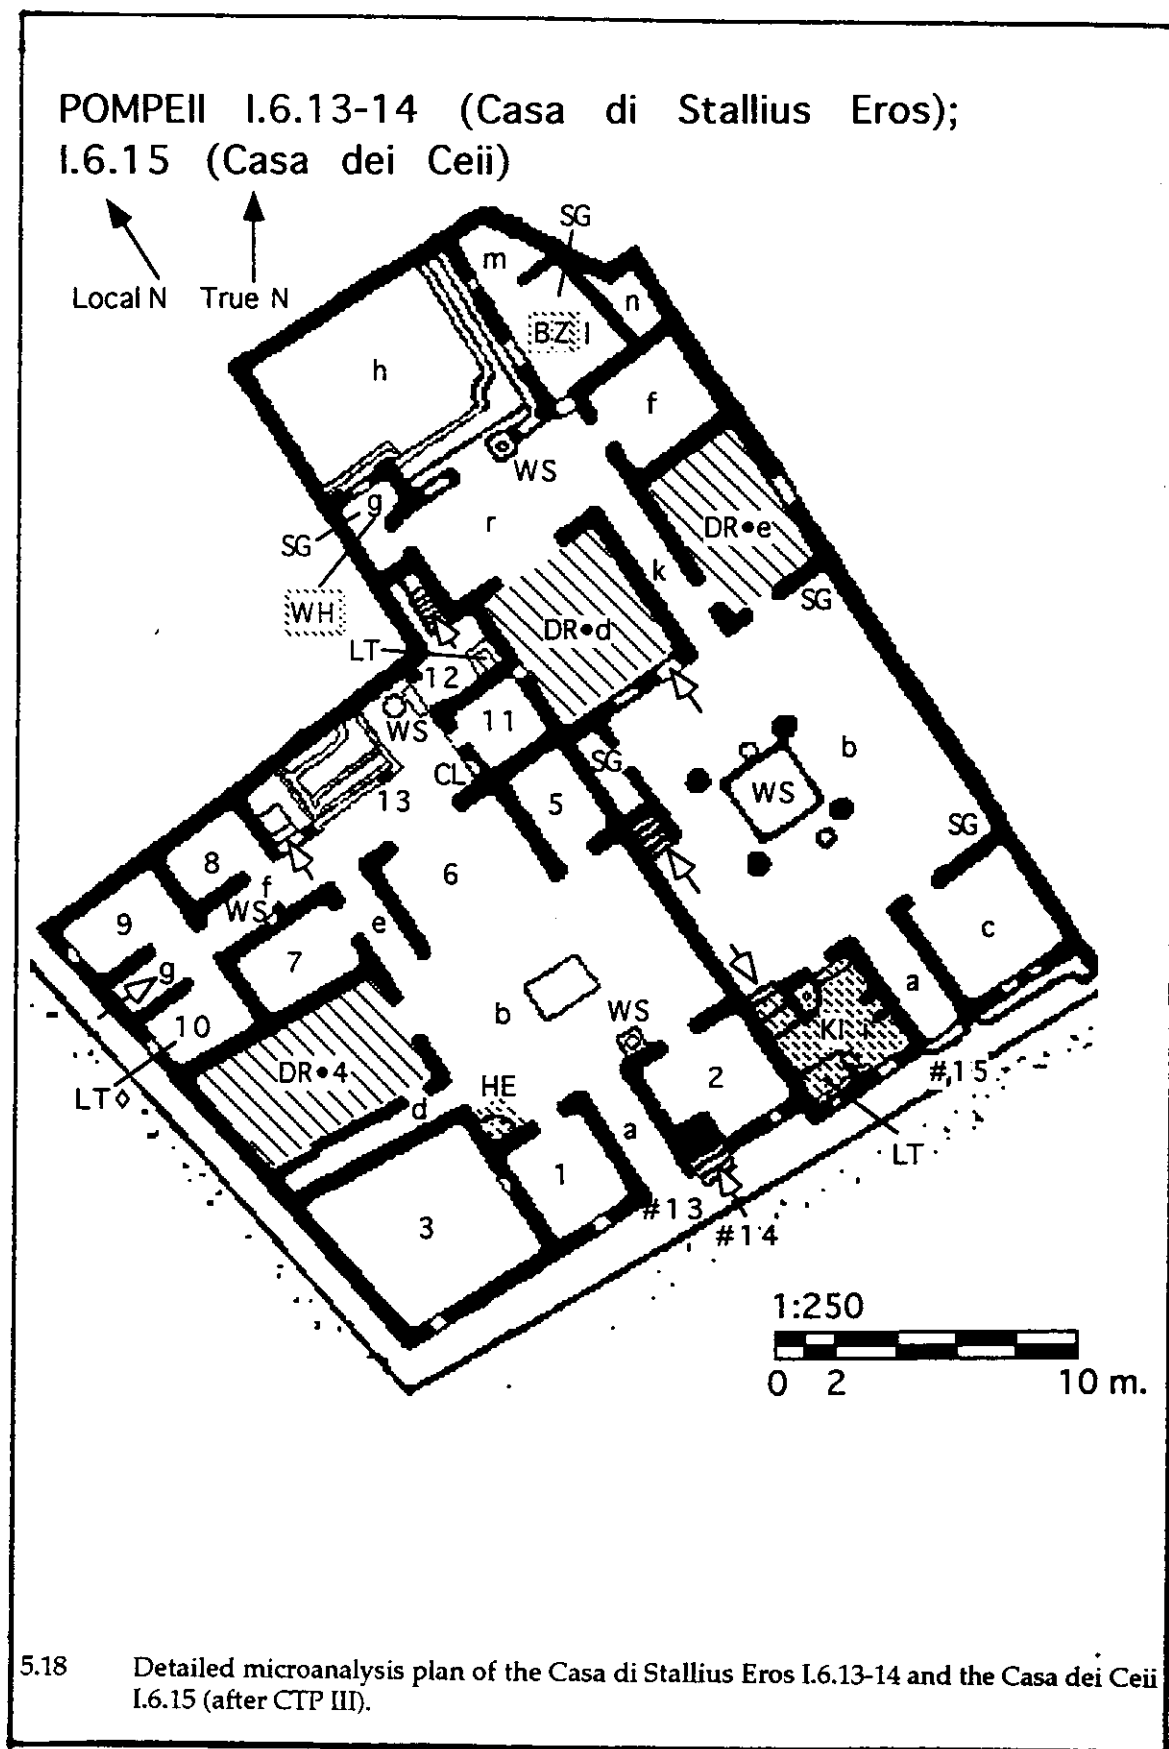 POMPEII I.6.13-14 (Casa di Stallius Eros);
I.6.15 (Casa dei Ceii)
Local N True N
SG
m
n
BZ l
h
f
WS
g
r
DR•e
SG
k
WH
SG
DR•d
LT
12
11
WS
SG
b
CL
5
WS
13
8
6
SG
f
WS
9
e
c
g
7
a
10
b
WS
KI i
DR•4
2
#15
LT◊
HE
d
a
LT
1
#13
3
#14
1:250
0 2 10 m.
5.18 Detailed microanalysis plan of the Casa di Stallius Eros I.6.13-14 and the Casa dei Ceii
I.6.15 (after CTP III).